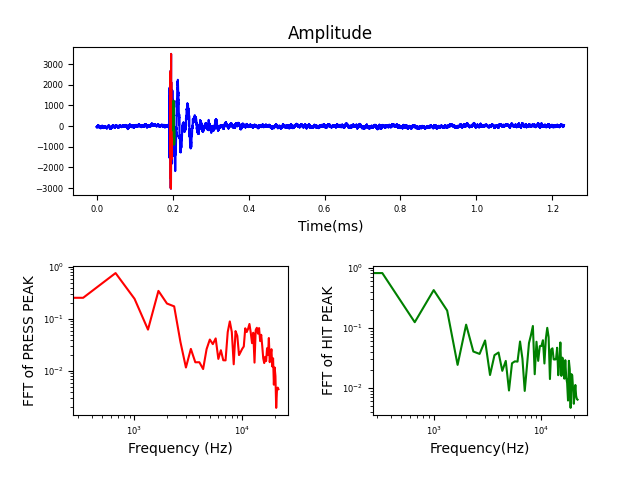 Amplitude
3000
2000
1000
0
−1000
−2000
−3000
0.0 0.2 0.4 0.6 0.8 1.0 1.2
Time(ms)
FFT of PRESS PEAK
10⁰
10⁻¹
10⁻²
10³ 10⁴
Frequency (Hz)
FFT of HIT PEAK
10⁰
10⁻¹
10⁻²
10³ 10⁴
Frequency(Hz)